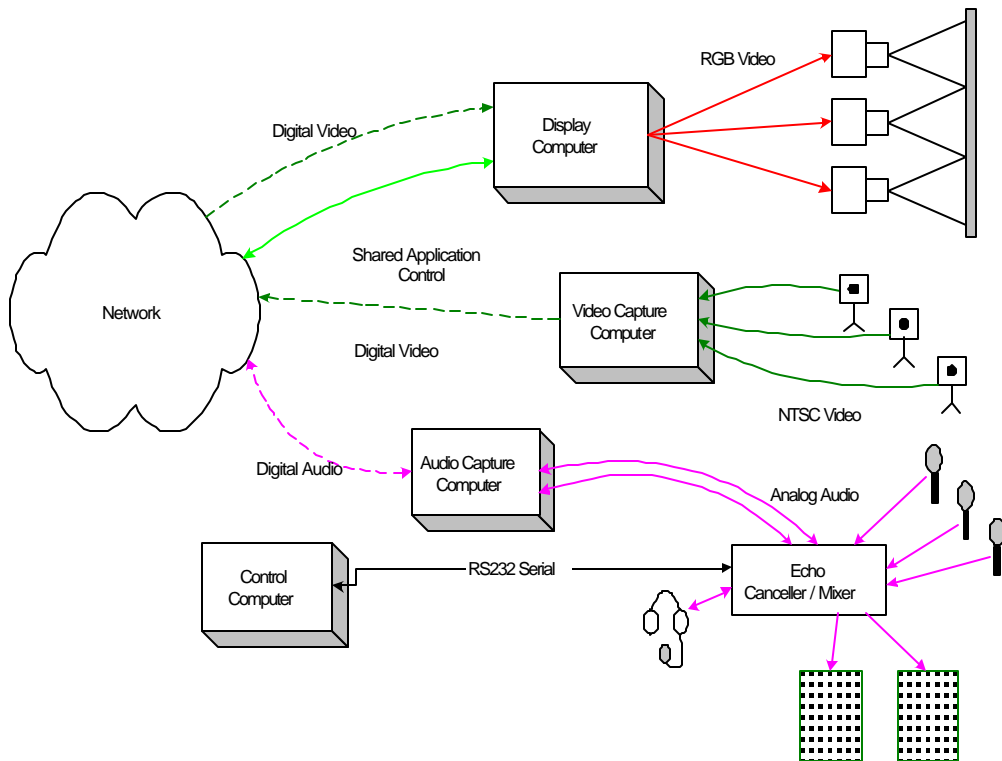 RGB Video
Display
Computer
Digital Video
Shared Application
Control
Network
Video Capture
Computer
Digital Video
NTSC Video
Digital Audio
Audio Capture
Computer
Analog Audio
Control
Computer
RS232 Serial
Echo
Canceller / Mixer